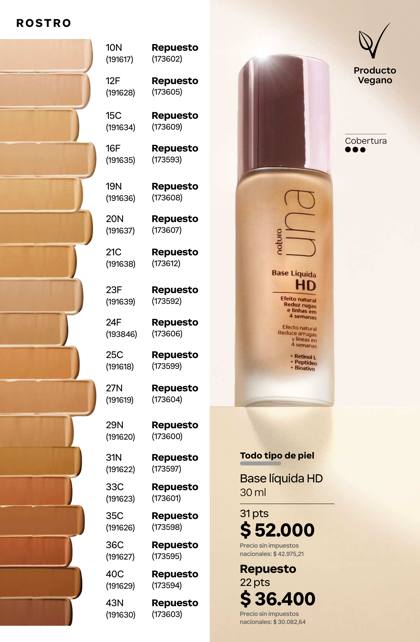 ROSTRO
10N Repuesto
(191617) (173602)
12F Repuesto
(191628) (173605)
15C Repuesto
(191634) (173609)
16F Repuesto
(191635) (173593)
19N Repuesto
(191636) (173608)
20N Repuesto
(191637) (173607)
21C Repuesto
(191638) (173612)
23F Repuesto
(191639) (173592)
24F Repuesto
(193846) (173606)
25C Repuesto
(191618) (173599)
27N Repuesto
(191619) (173604)
29N Repuesto
(191620) (173600)
31N Repuesto
(191622) (173597)
33C Repuesto
(191623) (173601)
35C Repuesto
(191626) (173598)
36C Repuesto
(191627) (173595)
40C Repuesto
(191629) (173594)
43N Repuesto
(191630) (173603)
Producto
Vegano
Cobertura
natura
una
Base Líquida
HD
Efeito natural
Reduz rugas
e linhas em
4 semanas
Efecto natural
Reduce arrugas
y líneas en
4 semanas
• Retinol L
• Peptídeo
• Bioativo
Todo tipo de piel
Base líquida HD
30 ml
31 pts
$ 52.000
Precio sin impuestos
nacionales: $ 42.975,21
Repuesto
22 pts
$ 36.400
Precio sin impuestos
nacionales: $ 30.082,64